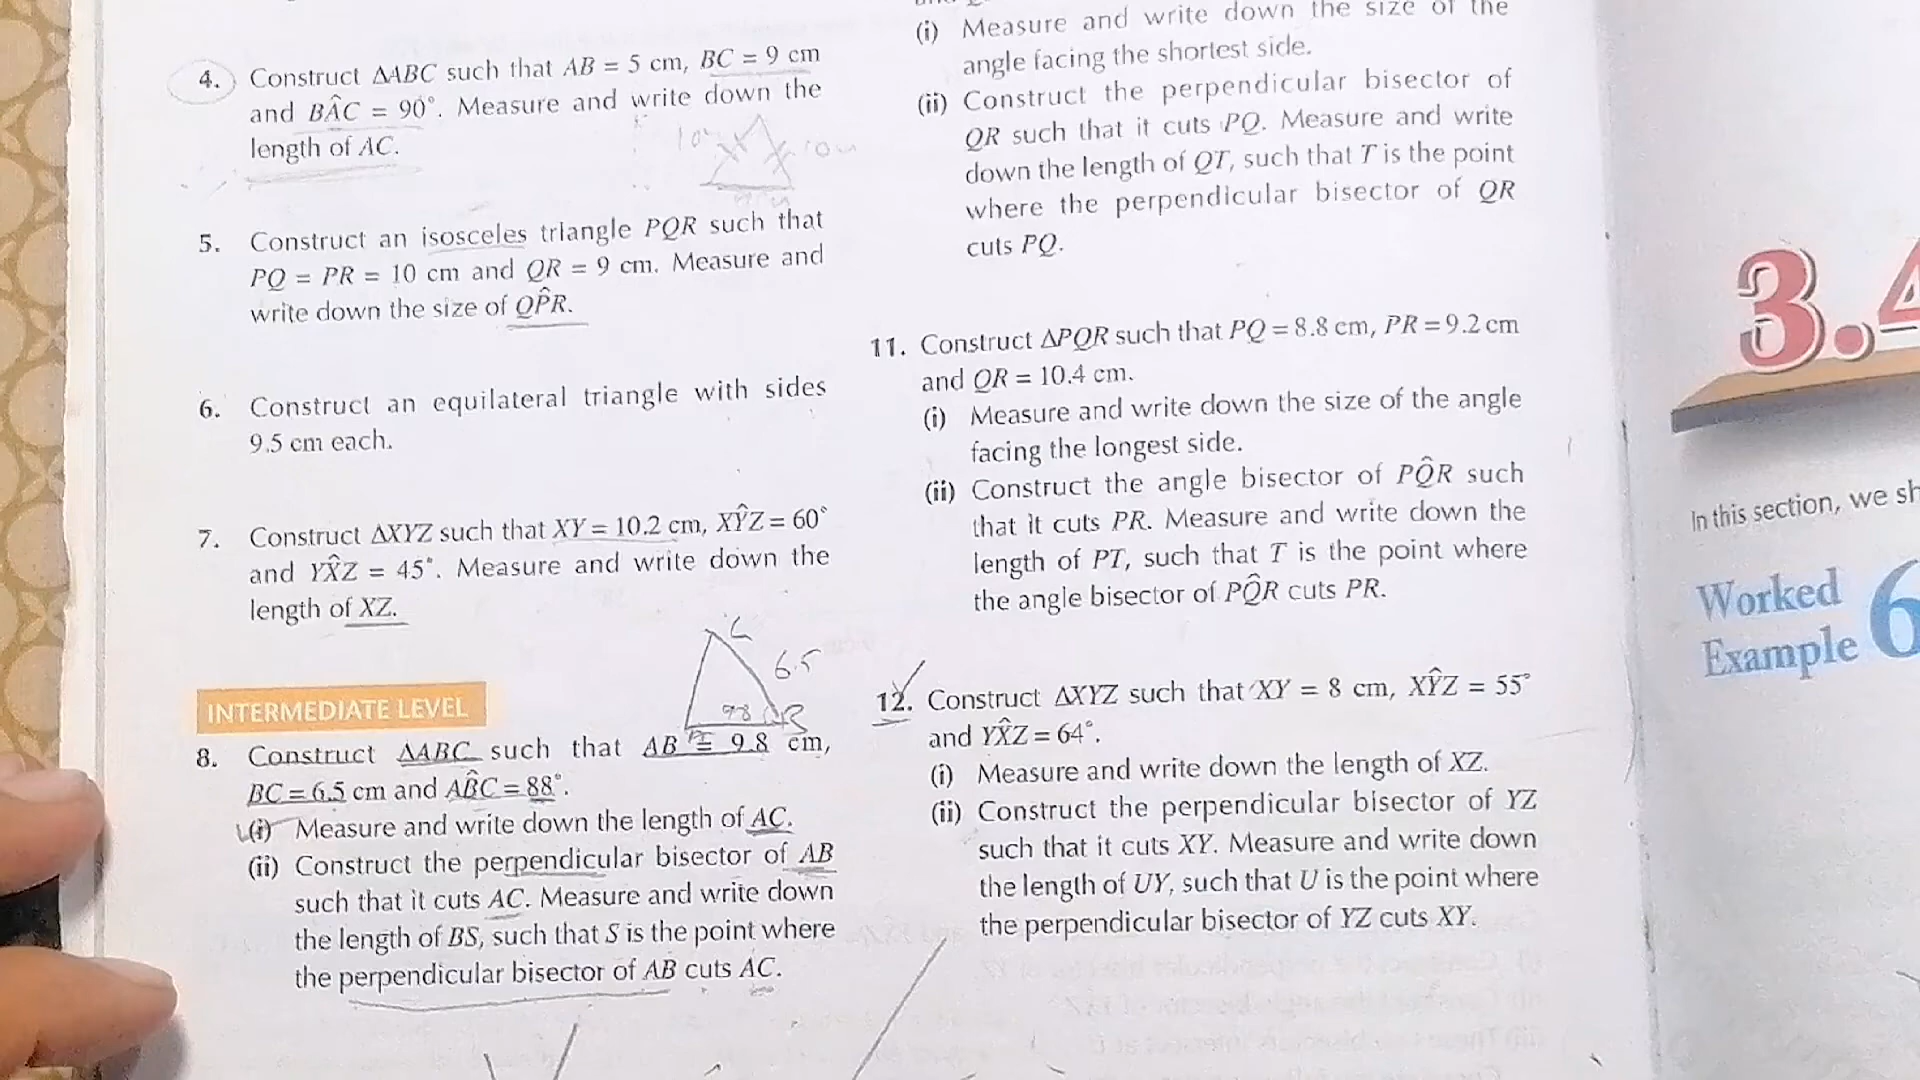 4. Construct ΔABC such that AB = 5 cm, BC = 9 cm
and BÂC = 90°. Measure and write down the
length of AC.
5. Construct an isosceles triangle PQR such that
PQ = PR = 10 cm and QR = 9 cm. Measure and
write down the size of QP̂R.
6. Construct an equilateral triangle with sides
9.5 cm each.
7. Construct ΔXYZ such that XY = 10.2 cm, XŶZ = 60°
and YX̂Z = 45°. Measure and write down the
length of XZ.
C
6.5
9.8
B
INTERMEDIATE LEVEL
8. Construct ΔABC such that AB = 9.8 cm,
BC = 6.5 cm and AB̂C = 88°.
(i) Measure and write down the length of AC.
(ii) Construct the perpendicular bisector of AB
such that it cuts AC. Measure and write down
the length of BS, such that S is the point where
the perpendicular bisector of AB cuts AC.
(i) Measure and write down the size of the
angle facing the shortest side.
(ii) Construct the perpendicular bisector of
QR such that it cuts PQ. Measure and write
down the length of QT, such that T is the point
where the perpendicular bisector of QR
cuts PQ.
11. Construct ΔPQR such that PQ = 8.8 cm, PR = 9.2 cm
and QR = 10.4 cm.
(i) Measure and write down the size of the angle
facing the longest side.
(ii) Construct the angle bisector of PQ̂R such
that it cuts PR. Measure and write down the
length of PT, such that T is the point where
the angle bisector of PQ̂R cuts PR.
12. Construct ΔXYZ such that XY = 8 cm, XŶZ = 55°
and YX̂Z = 64°.
(i) Measure and write down the length of XZ.
(ii) Construct the perpendicular bisector of YZ
such that it cuts XY. Measure and write down
the length of UY, such that U is the point where
the perpendicular bisector of YZ cuts XY.
3.4
In this section, we sh
Worked
Example 6